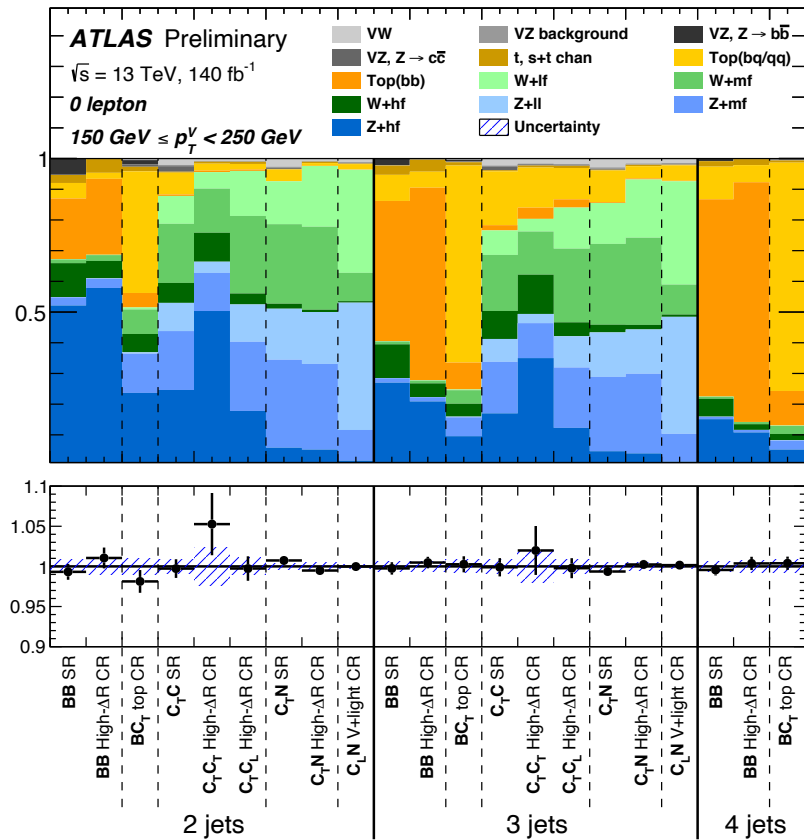 ATLAS Preliminary
√s = 13 TeV, 140 fb⁻¹
0 lepton
150 GeV ≤ p_T^V < 250 GeV
VW
VZ background
VZ, Z → bb̅
VZ, Z → cc̅
t, s+t chan
Top(bq/qq)
Top(bb)
W+lf
W+mf
W+hf
Z+ll
Z+mf
Z+hf
Uncertainty
1
0.5
1.1
1.05
1
0.95
0.9
BB SR
BB High-ΔR CR
BC_T top CR
C_TC SR
C_TC_T High-ΔR CR
C_TC_L High-ΔR CR
C_TN SR
C_TN High-ΔR CR
C_LN V+light CR
BB SR
BB High-ΔR CR
BC_T top CR
C_TC SR
C_TC_T High-ΔR CR
C_TC_L High-ΔR CR
C_TN SR
C_TN High-ΔR CR
C_LN V+light CR
BB SR
BB High-ΔR CR
BC_T top CR
2 jets
3 jets
4 jets